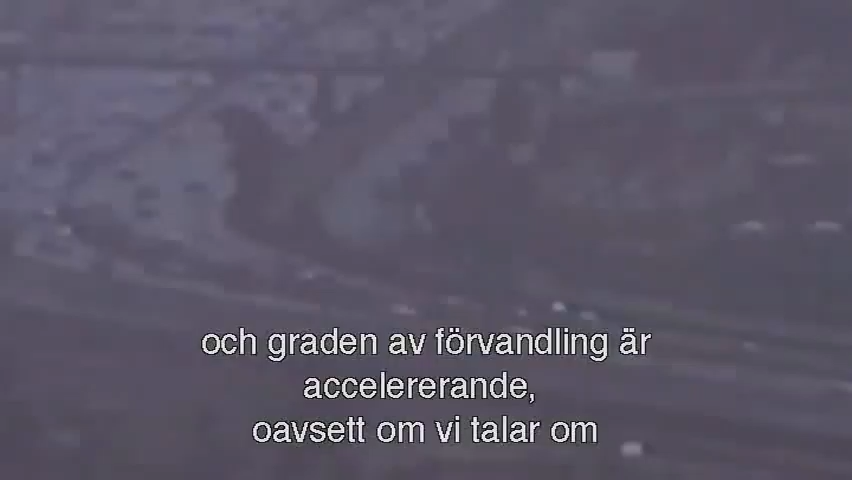 och graden av förvandling är
accelererande,
oavsett om vi talar om